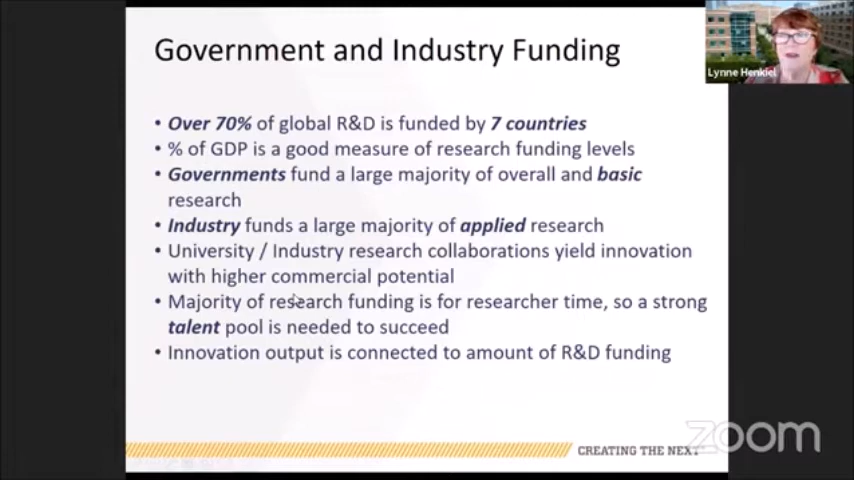 Government and Industry Funding
Lynne Henkiel
• Over 70% of global R&D is funded by 7 countries
• % of GDP is a good measure of research funding levels
• Governments fund a large majority of overall and basic
research
• Industry funds a large majority of applied research
• University / Industry research collaborations yield innovation
with higher commercial potential
• Majority of research funding is for researcher time, so a strong
talent pool is needed to succeed
• Innovation output is connected to amount of R&D funding
CREATING THE NEXT
zoom